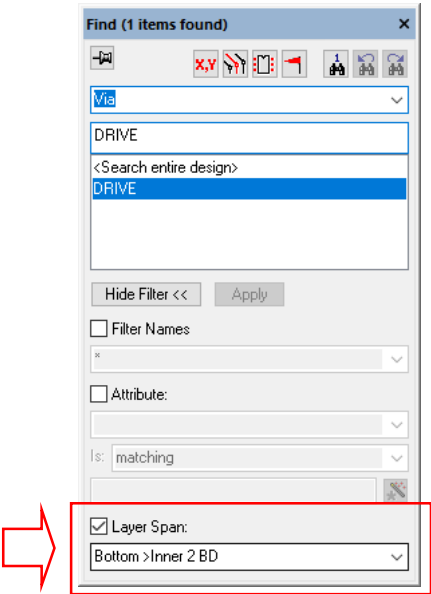 Find (1 items found)
X,Y 1
Via
DRIVE
<Search entire design>
DRIVE
Hide Filter << Apply
Filter Names
*
Attribute:
Is: matching
Layer Span:
Bottom >Inner 2 BD